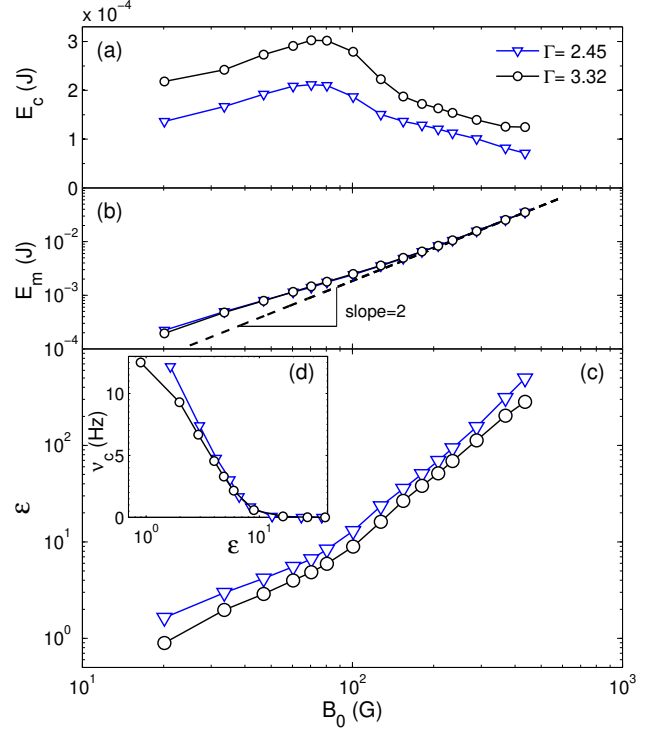 x 10⁻⁴
(a)
Γ= 2.45
Γ= 3.32
E_c (J)
3
2
1
0
(b)
E_m (J)
10⁻²
10⁻³
10⁻⁴
slope=2
(c)
ε
10²
10¹
10⁰
(d)
ν_c (Hz)
10
5
0
10⁰ 10¹
ε
10¹ 10² 10³
B₀ (G)